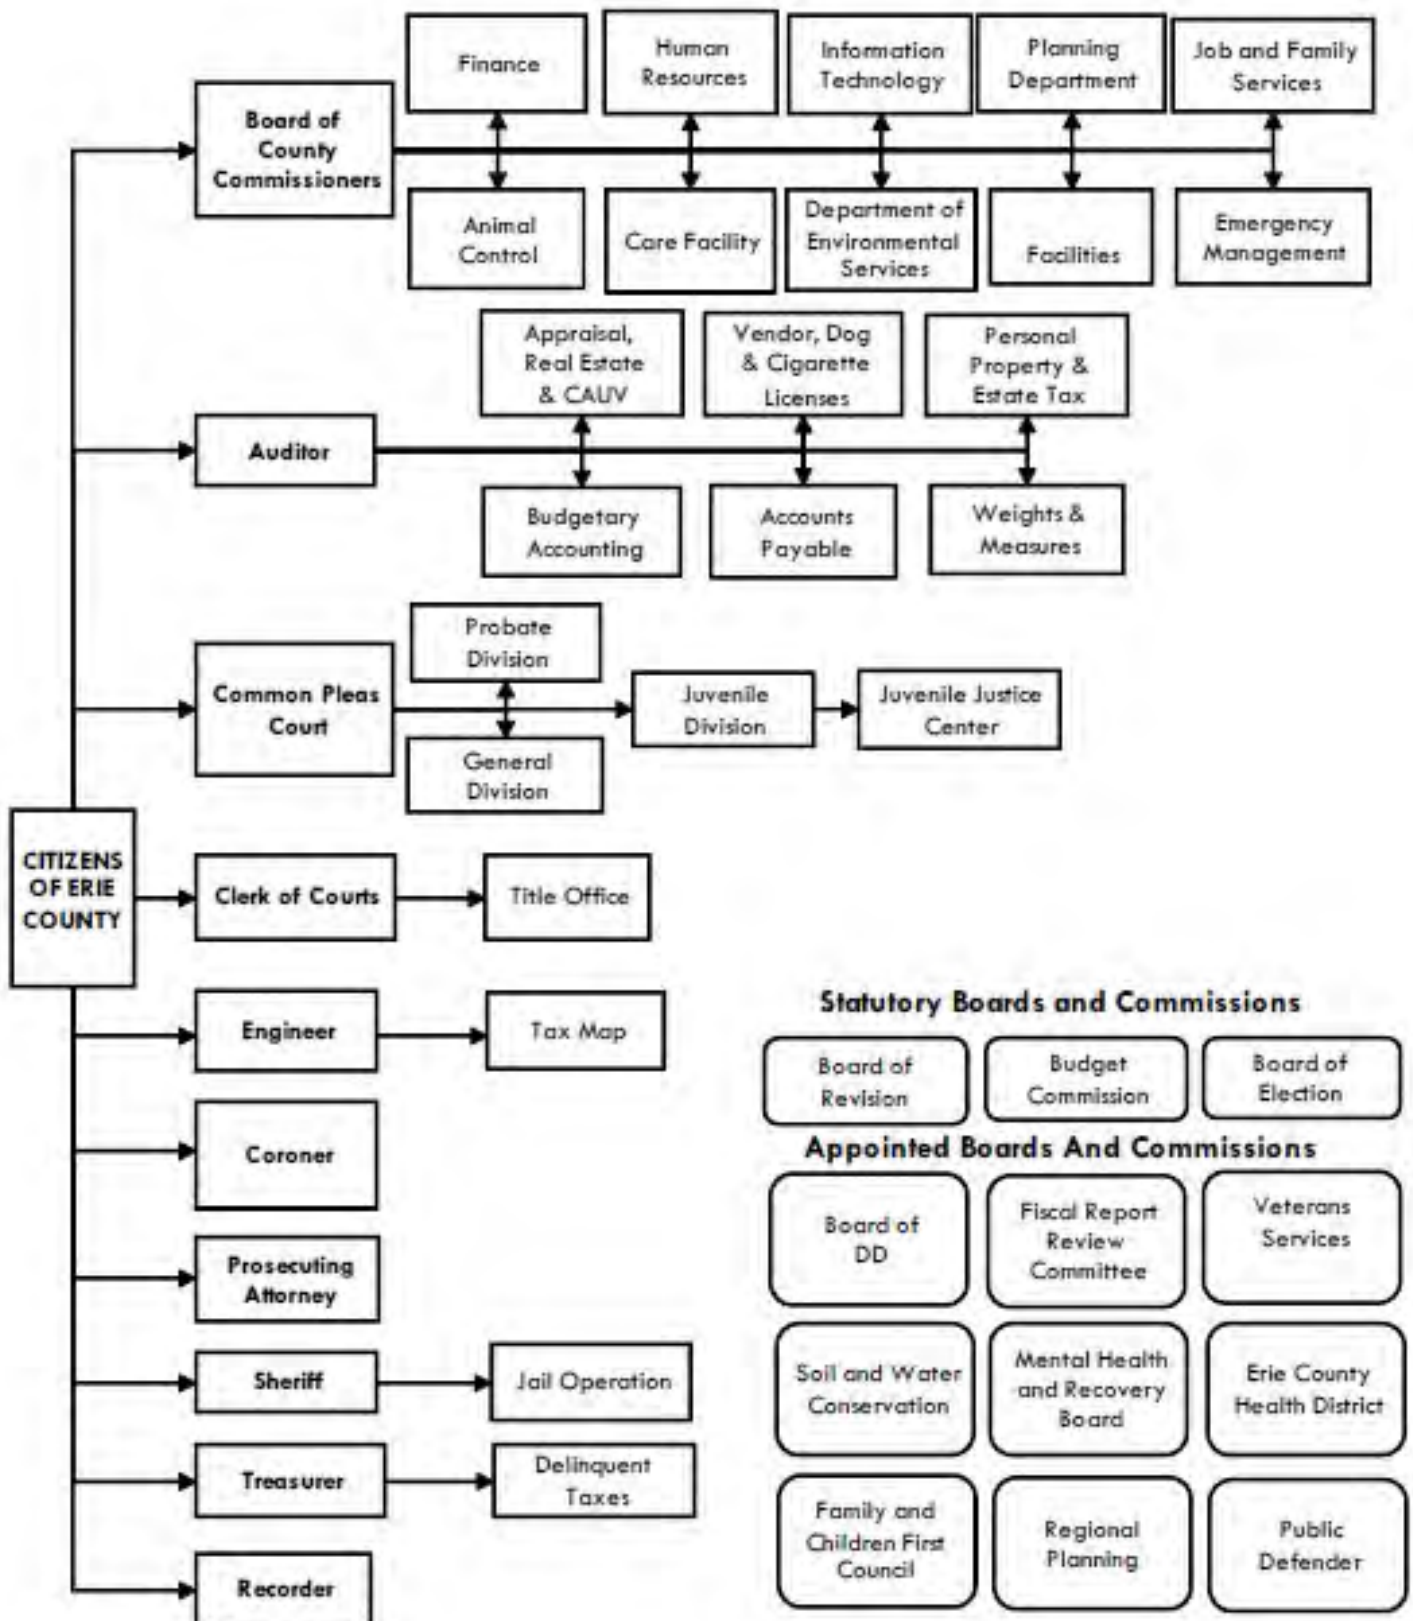 Finance
Human
Resources
Information
Technology
Planning
Department
Job and Family
Services
Board of
County
Commissioners
Animal
Control
Care Facility
Department of
Environmental
Services
Facilities
Emergency
Management
Appraisal,
Real Estate
& CAUV
Vendor, Dog
& Cigarette
Licenses
Personal
Property &
Estate Tax
Auditor
Budgetary
Accounting
Accounts
Payable
Weights &
Measures
Probate
Division
Common Pleas
Court
Juvenile
Division
Juvenile Justice
Center
General
Division
CITIZENS
OF ERIE
COUNTY
Clerk of Courts
Title Office
Engineer
Tax Map
Coroner
Prosecuting
Attorney
Sheriff
Jail Operation
Treasurer
Delinquent
Taxes
Recorder
Statutory Boards and Commissions
Board of
Revision
Budget
Commission
Board of
Election
Appointed Boards And Commissions
Board of
DD
Fiscal Report
Review
Committee
Veterans
Services
Soil and Water
Conservation
Mental Health
and Recovery
Board
Erie County
Health District
Family and
Children First
Council
Regional
Planning
Public
Defender